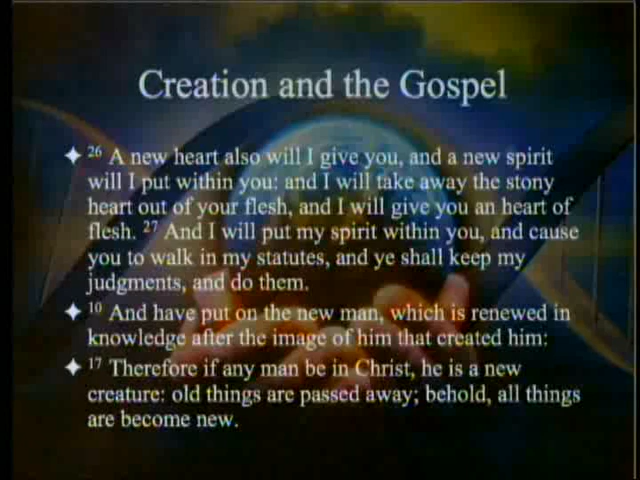 Creation and the Gospel
✦ 26 A new heart also will I give you, and a new spirit
will I put within you: and I will take away the stony
heart out of your flesh, and I will give you an heart of
flesh. 27 And I will put my spirit within you, and cause
you to walk in my statutes, and ye shall keep my
judgments, and do them.
✦ 10 And have put on the new man, which is renewed in
knowledge after the image of him that created him:
✦ 17 Therefore if any man be in Christ, he is a new
creature: old things are passed away; behold, all things
are become new.